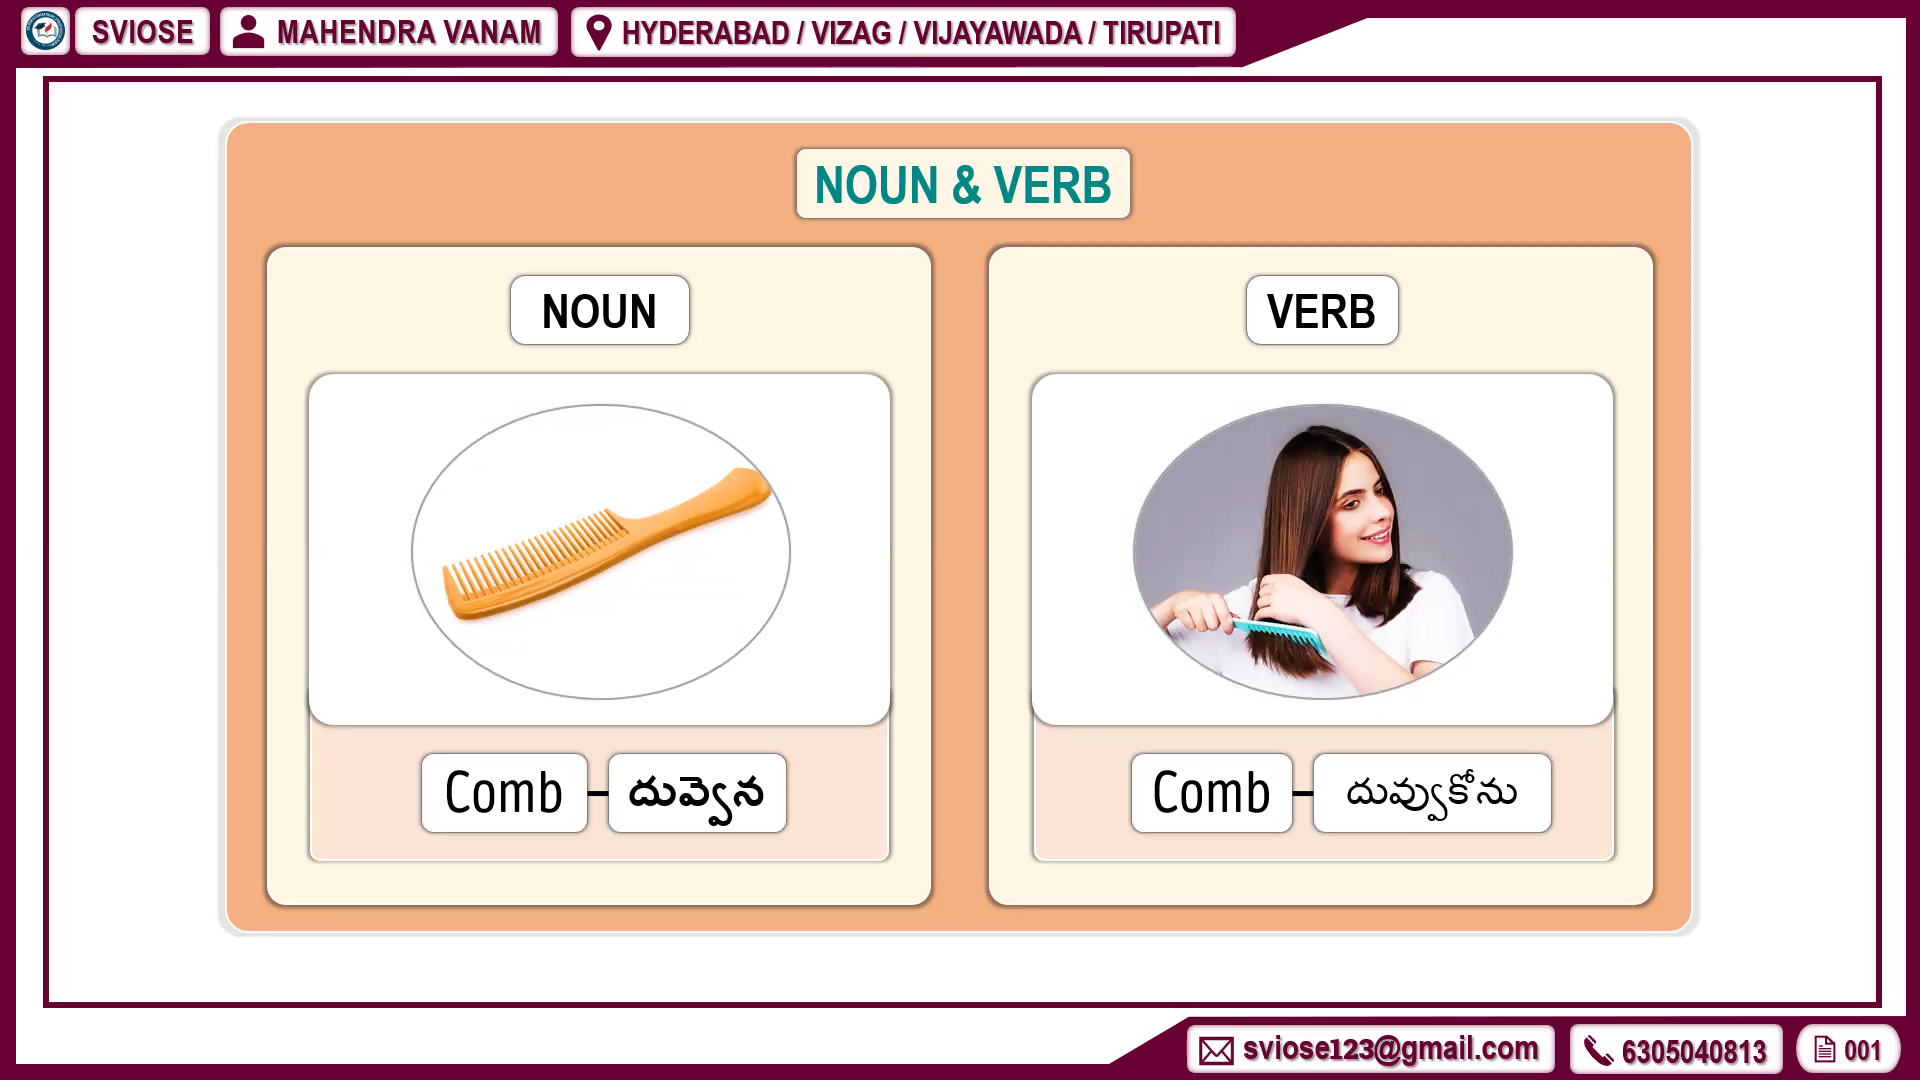 SVIOSE
MAHENDRA VANAM
HYDERABAD / VIZAG / VIJAYAWADA / TIRUPATI
NOUN & VERB
NOUN
VERB
Comb – దువ్వెన
Comb – దువ్వుకోను
sviose123@gmail.com
6305040813
001